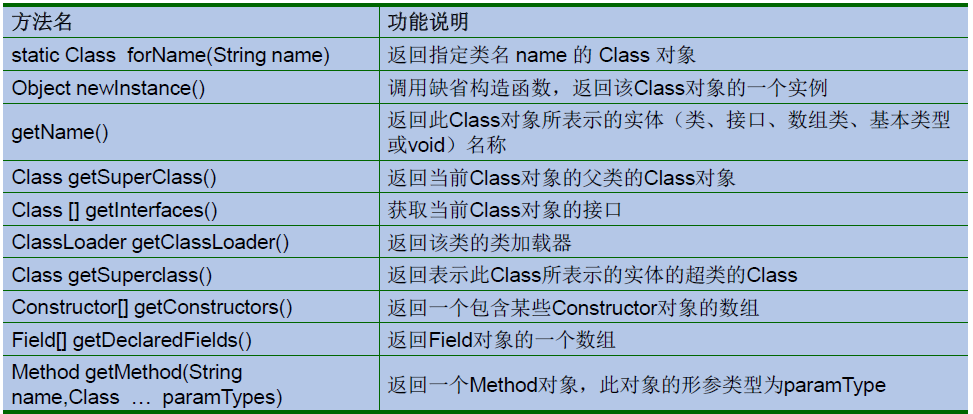 方法名 功能说明
static Class forName(String name) 返回指定类名 name 的 Class 对象
Object newInstance() 调用缺省构造函数，返回该Class对象的一个实例
getName() 返回此Class对象所表示的实体（类、接口、数组类、基本类型
或void）名称
Class getSuperClass() 返回当前Class对象的父类的Class对象
Class [] getInterfaces() 获取当前Class对象的接口
ClassLoader getClassLoader() 返回该类的类加载器
Class getSuperclass() 返回表示此Class所表示的实体的超类的Class
Constructor[] getConstructors() 返回一个包含某些Constructor对象的数组
Field[] getDeclaredFields() 返回Field对象的一个数组
Method getMethod(String
name,Class … paramTypes) 返回一个Method对象，此对象的形参类型为paramType